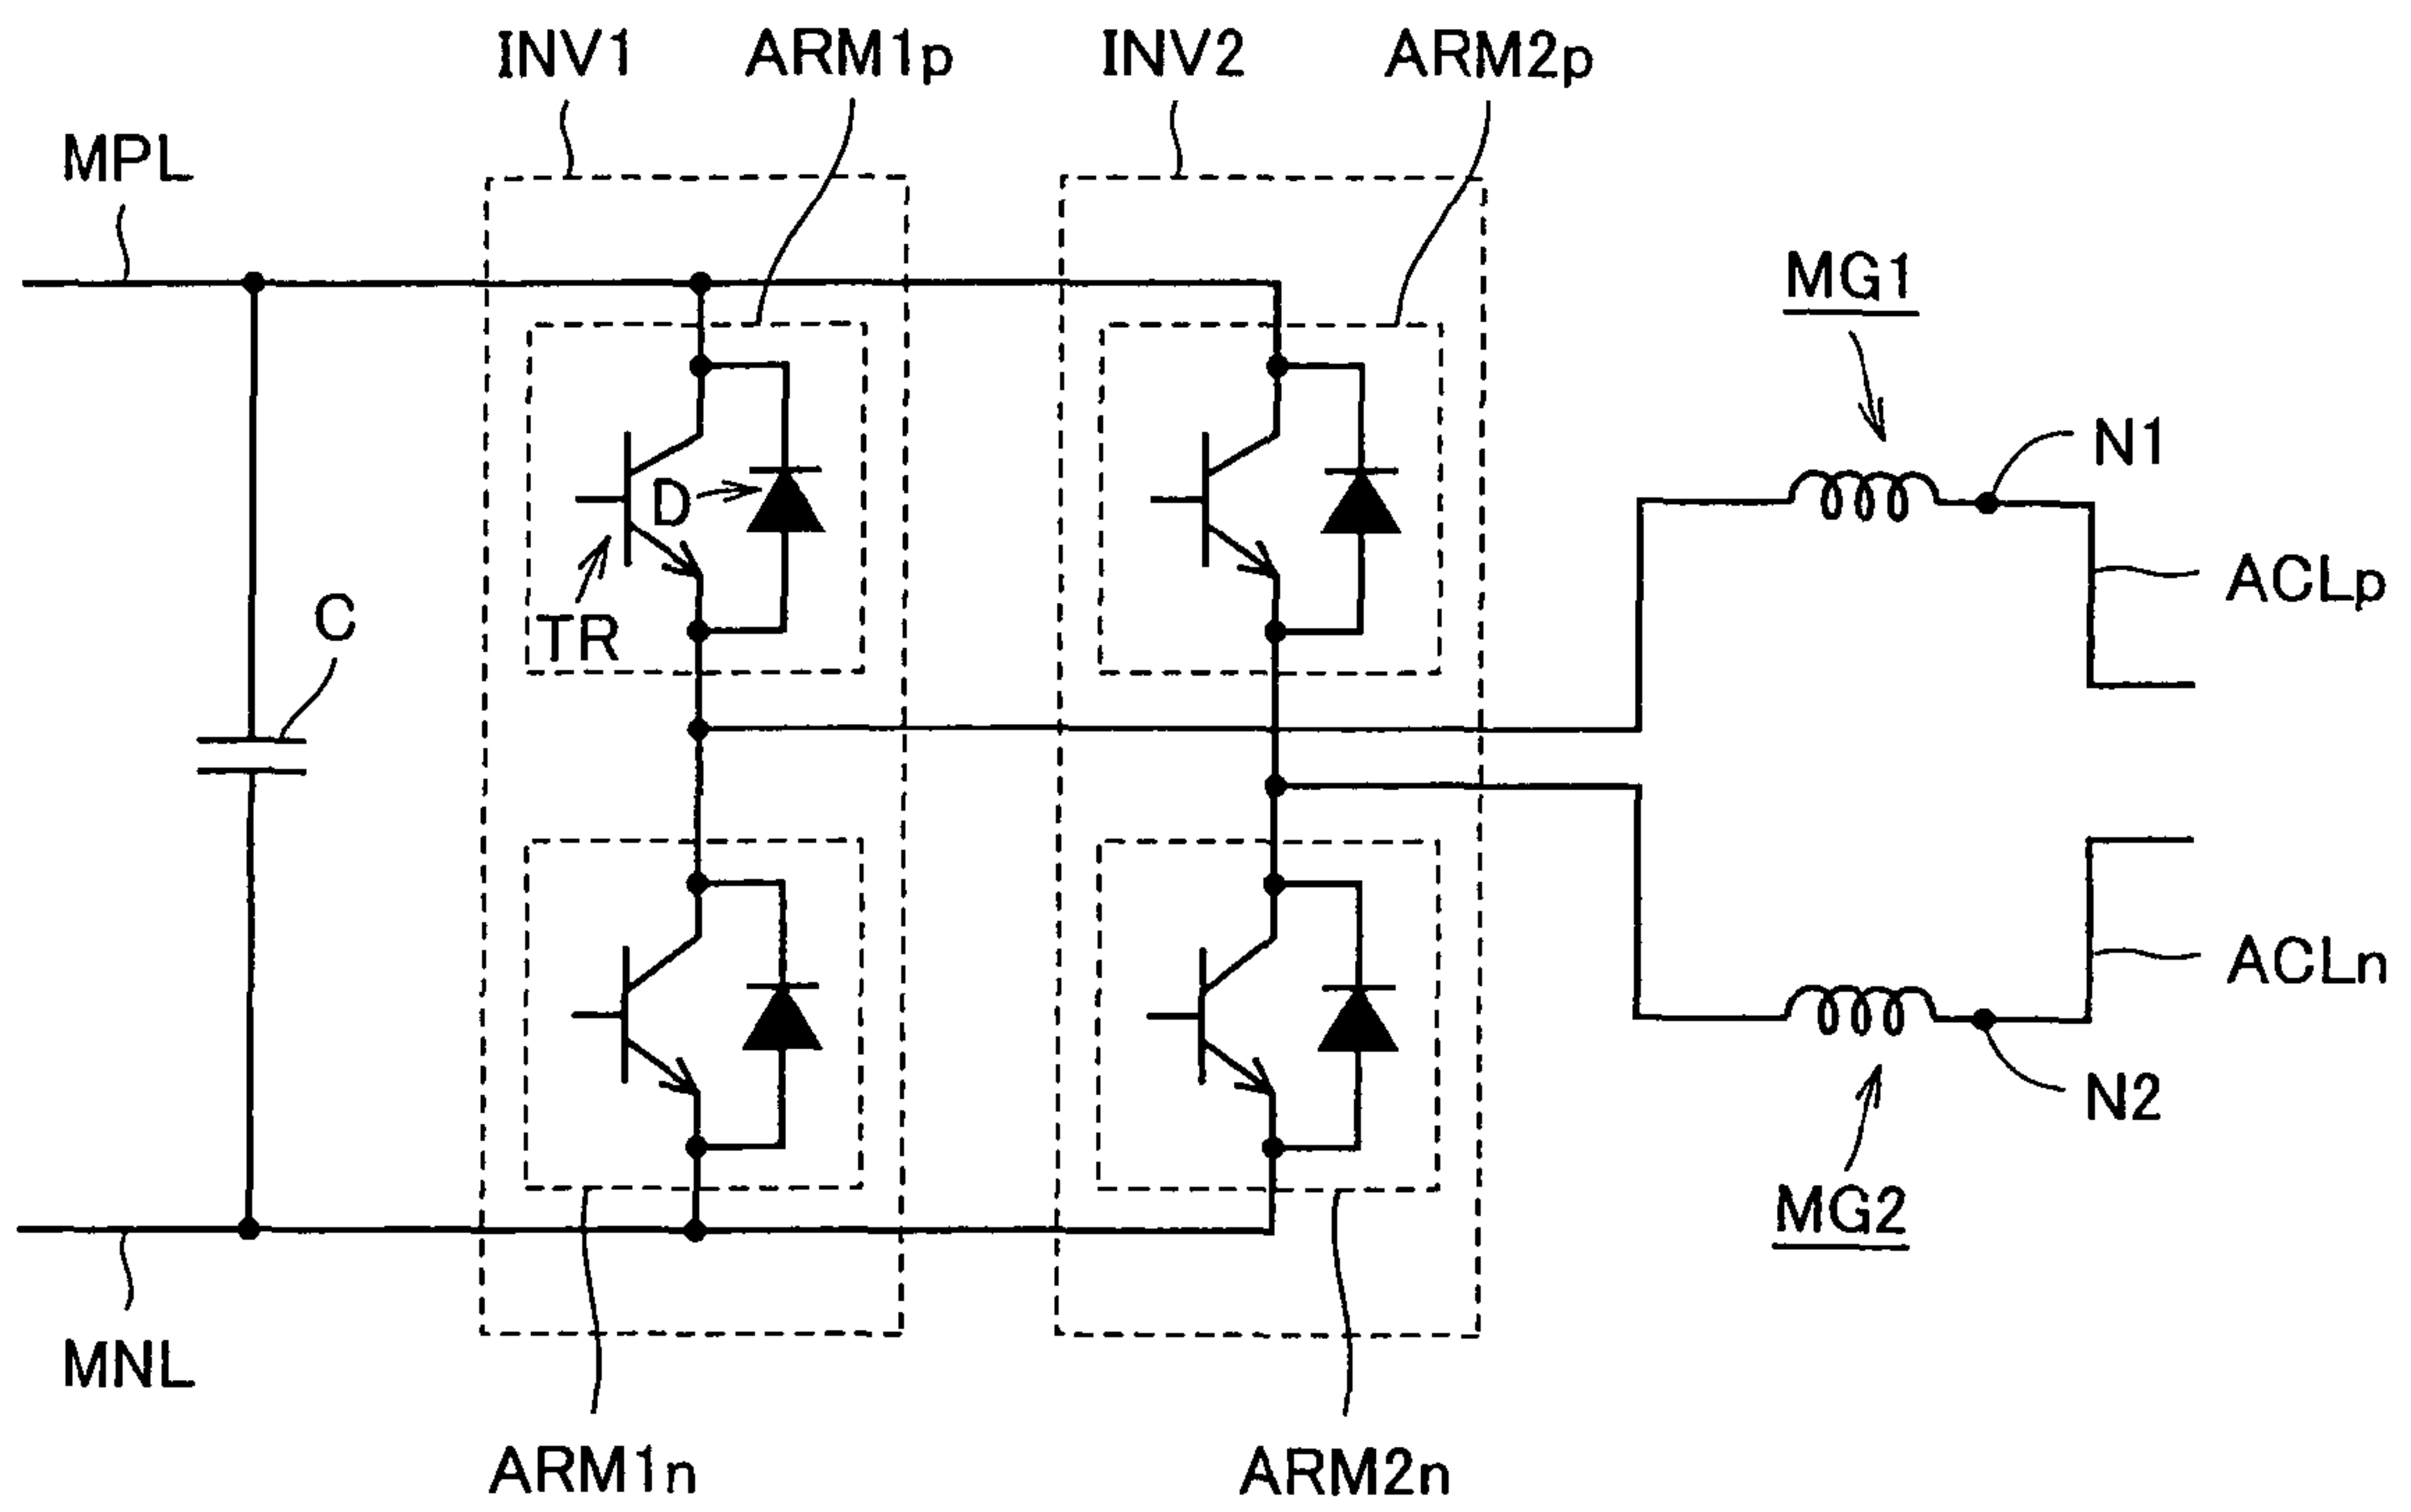 INV1
ARM1p
INV2
ARM2p
MPL
MG1
N1
D
ACLp
C
TR
ACLn
N2
MG2
MNL
ARM1n
ARM2n